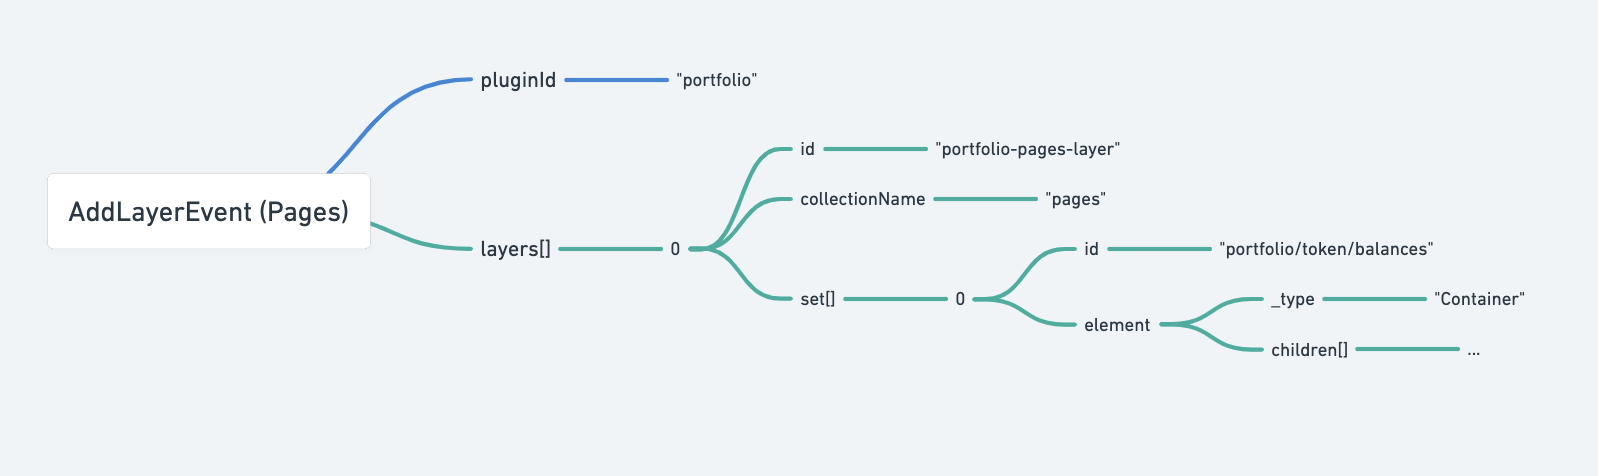 pluginId
"portfolio"
AddLayerEvent (Pages)
layers[]
0
id
"portfolio-pages-layer"
collectionName
"pages"
set[]
0
id
"portfolio/token/balances"
element
_type
"Container"
children[]
...